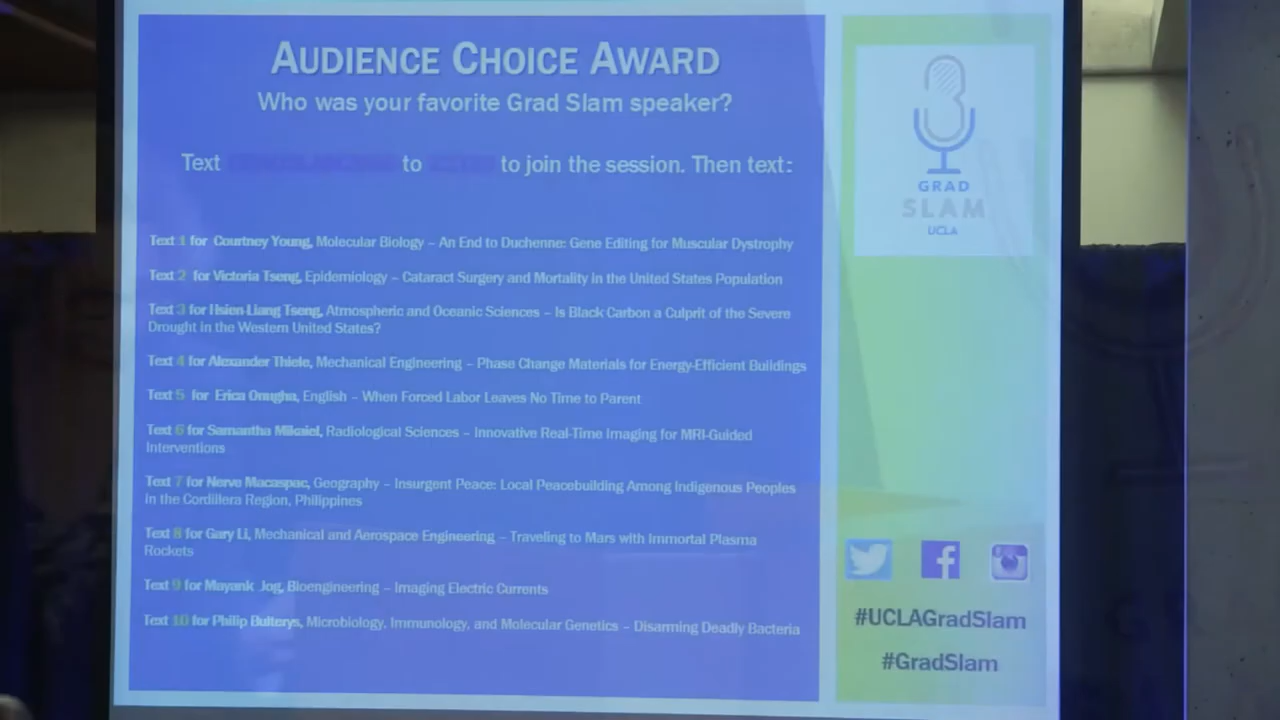 AUDIENCE CHOICE AWARD
Who was your favorite Grad Slam speaker?
Text to to join the session. Then text:
Text 1 for Courtney Young, Molecular Biology – An End to Duchenne: Gene Editing for Muscular Dystrophy
Text 2 for Victoria Tseng, Epidemiology – Cataract Surgery and Mortality in the United States Population
Text 3 for Hsien-Liang Tseng, Atmospheric and Oceanic Sciences – Is Black Carbon a Culprit of the Severe
Drought in the Western United States?
Text 4 for Alexander Thiele, Mechanical Engineering – Phase Change Materials for Energy-Efficient Buildings
Text 5 for Erica Onugha, English – When Forced Labor Leaves No Time to Parent
Text 6 for Samantha Mikaiel, Radiological Sciences – Innovative Real-Time Imaging for MRI-Guided
Interventions
Text 7 for Nerve Macaspac, Geography – Insurgent Peace: Local Peacebuilding Among Indigenous Peoples
in the Cordillera Region, Philippines
Text 8 for Gary Li, Mechanical and Aerospace Engineering – Traveling to Mars with Immortal Plasma
Rockets
Text 9 for Mayank Jog, Bioengineering – Imaging Electric Currents
Text 10 for Philip Bulterys, Microbiology, Immunology, and Molecular Genetics – Disarming Deadly Bacteria
GRAD
SLAM
UCLA
#UCLAGradSlam
#GradSlam